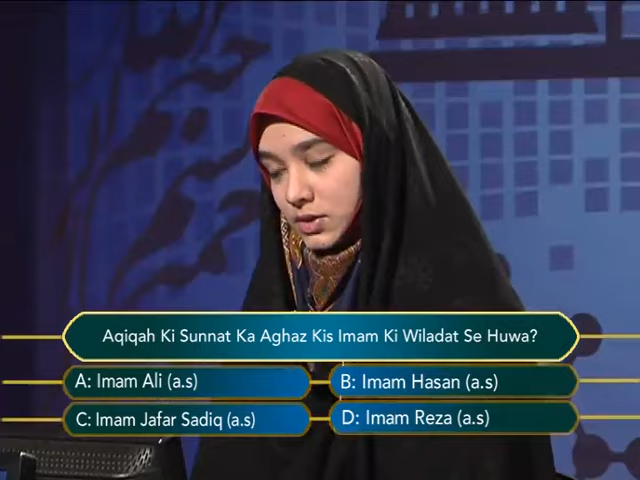 Aqiqah Ki Sunnat Ka Aghaz Kis Imam Ki Wiladat Se Huwa?
A: Imam Ali (a.s)
B: Imam Hasan (a.s)
C: Imam Jafar Sadiq (a.s)
D: Imam Reza (a.s)